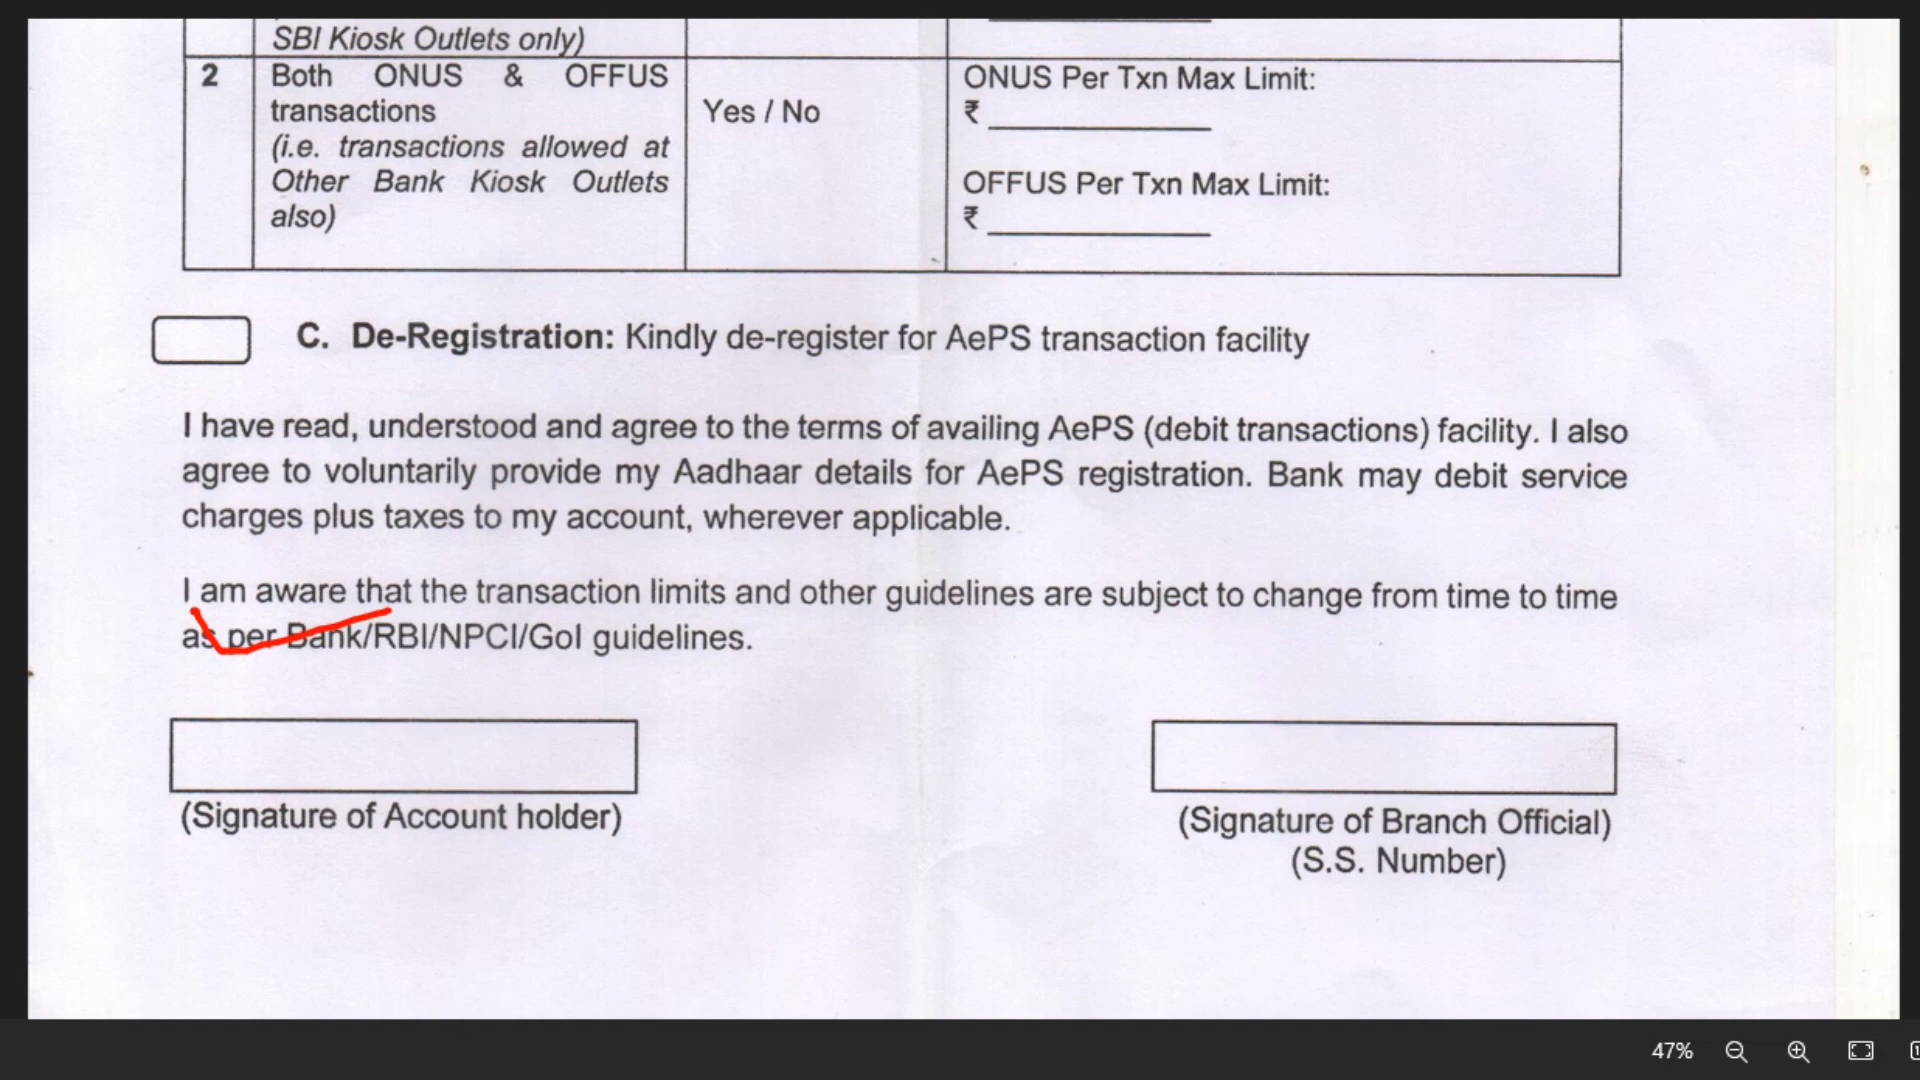 SBI Kiosk Outlets only)
2 Both ONUS & OFFUS
transactions
(i.e. transactions allowed at
Other Bank Kiosk Outlets
also)
Yes / No
ONUS Per Txn Max Limit:
₹ ____________
OFFUS Per Txn Max Limit:
₹ ____________
C. De-Registration: Kindly de-register for AePS transaction facility
I have read, understood and agree to the terms of availing AePS (debit transactions) facility. I also
agree to voluntarily provide my Aadhaar details for AePS registration. Bank may debit service
charges plus taxes to my account, wherever applicable.
I am aware that the transaction limits and other guidelines are subject to change from time to time
as per Bank/RBI/NPCI/GoI guidelines.
(Signature of Account holder)
(Signature of Branch Official)
(S.S. Number)
47%